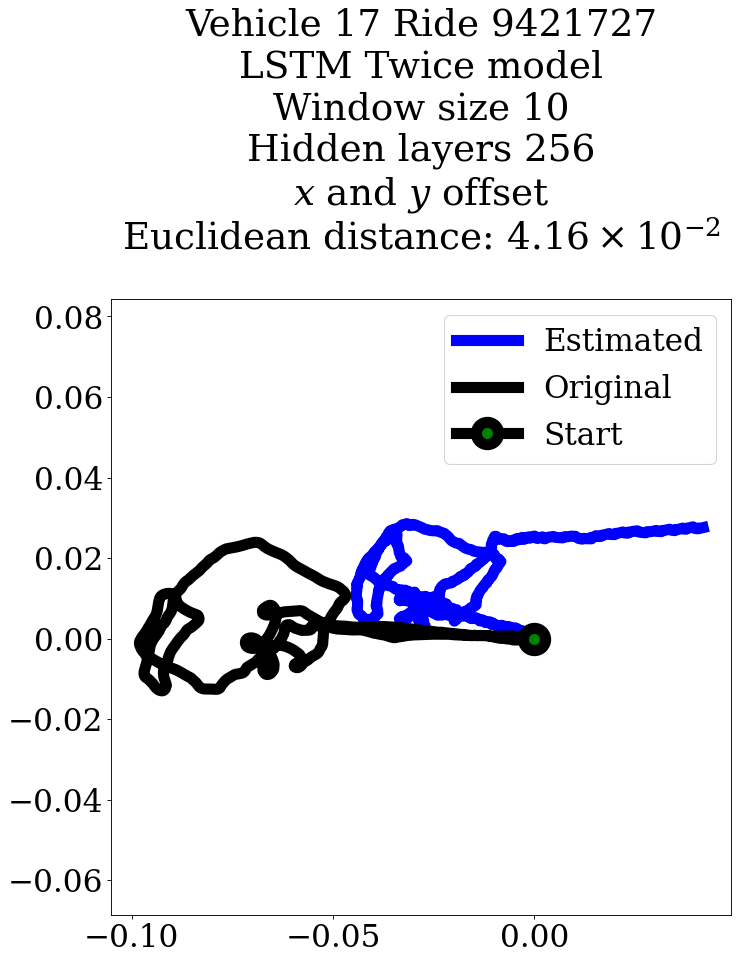 Vehicle 17 Ride 9421727
LSTM Twice model
Window size 10
Hidden layers 256
x and y offset
Euclidean distance: 4.16 × 10⁻²
Estimated
Original
Start
0.08
0.06
0.04
0.02
0.00
−0.02
−0.04
−0.06
−0.10
−0.05
0.00